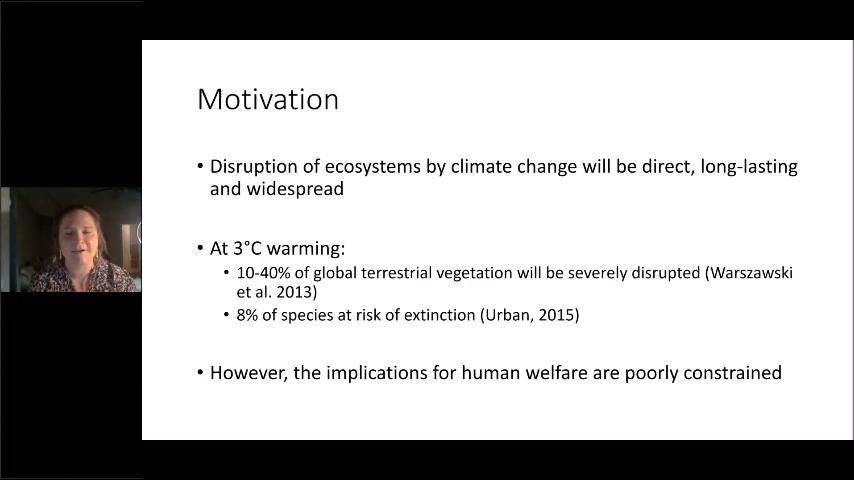 Motivation
• Disruption of ecosystems by climate change will be direct, long-lasting
and widespread
• At 3°C warming:
• 10-40% of global terrestrial vegetation will be severely disrupted (Warszawski
et al. 2013)
• 8% of species at risk of extinction (Urban, 2015)
• However, the implications for human welfare are poorly constrained